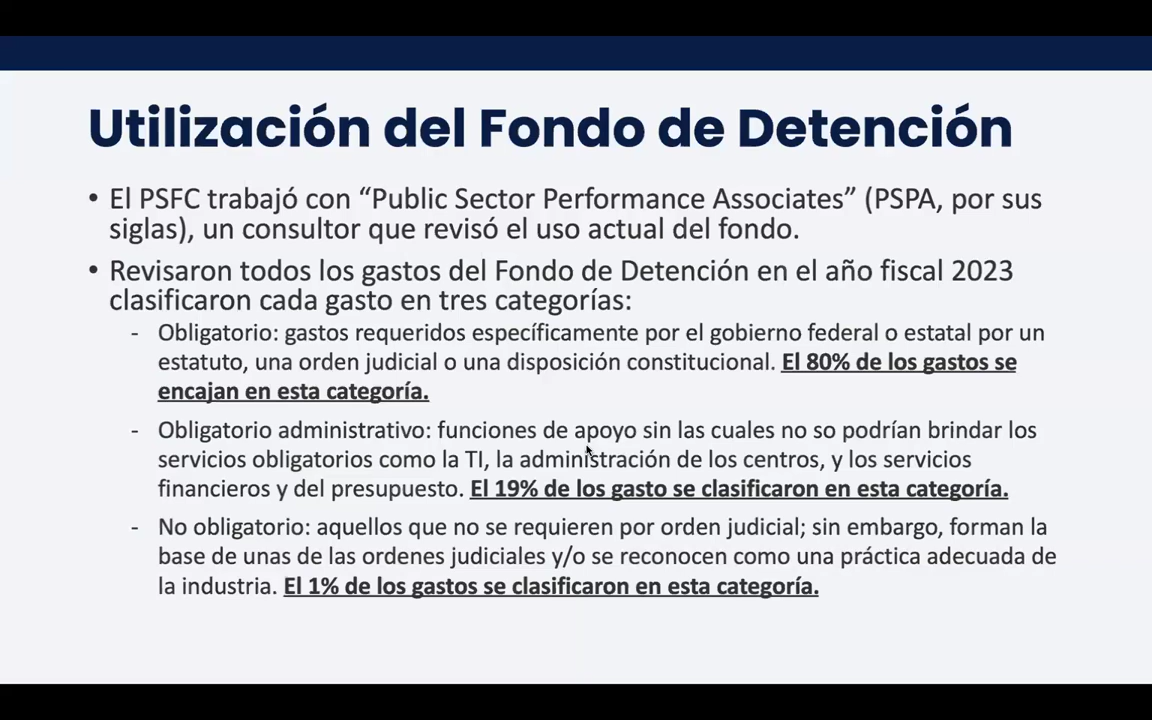 Utilización del Fondo de Detención
• El PSFC trabajó con “Public Sector Performance Associates” (PSPA, por sus
siglas), un consultor que revisó el uso actual del fondo.
• Revisaron todos los gastos del Fondo de Detención en el año fiscal 2023
clasificaron cada gasto en tres categorías:
- Obligatorio: gastos requeridos específicamente por el gobierno federal o estatal por un
estatuto, una orden judicial o una disposición constitucional. El 80% de los gastos se
encajan en esta categoría.
- Obligatorio administrativo: funciones de apoyo sin las cuales no so podrían brindar los
servicios obligatorios como la TI, la administración de los centros, y los servicios
financieros y del presupuesto. El 19% de los gasto se clasificaron en esta categoría.
- No obligatorio: aquellos que no se requieren por orden judicial; sin embargo, forman la
base de unas de las ordenes judiciales y/o se reconocen como una práctica adecuada de
la industria. El 1% de los gastos se clasificaron en esta categoría.